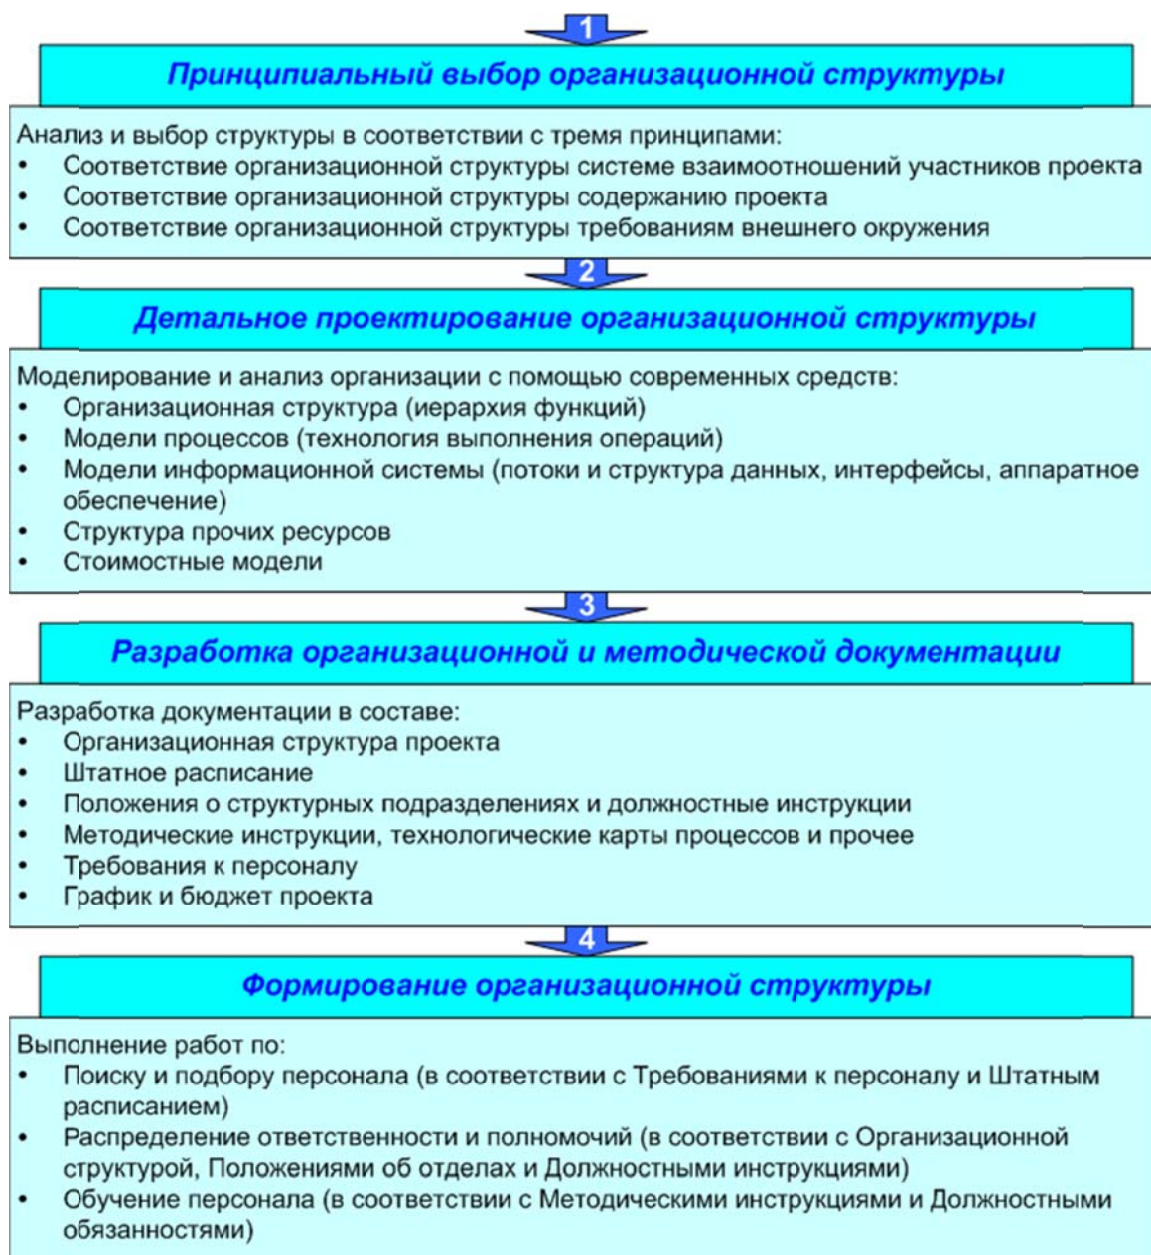 1
Принципиальный выбор организационной структуры
Анализ и выбор структуры в соответствии с тремя принципами:
• Соответствие организационной структуры системе взаимоотношений участников проекта
• Соответствие организационной структуры содержанию проекта
• Соответствие организационной структуры требованиям внешнего окружения
2
Детальное проектирование организационной структуры
Моделирование и анализ организации с помощью современных средств:
• Организационная структура (иерархия функций)
• Модели процессов (технология выполнения операций)
• Модели информационной системы (потоки и структура данных, интерфейсы, аппаратное
обеспечение)
• Структура прочих ресурсов
• Стоимостные модели
3
Разработка организационной и методической документации
Разработка документации в составе:
• Организационная структура проекта
• Штатное расписание
• Положения о структурных подразделениях и должностные инструкции
• Методические инструкции, технологические карты процессов и прочее
• Требования к персоналу
• График и бюджет проекта
4
Формирование организационной структуры
Выполнение работ по:
• Поиску и подбору персонала (в соответствии с Требованиями к персоналу и Штатным
расписанием)
• Распределение ответственности и полномочий (в соответствии с Организационной
структурой, Положениями об отделах и Должностными инструкциями)
• Обучение персонала (в соответствии с Методическими инструкциями и Должностными
обязанностями)